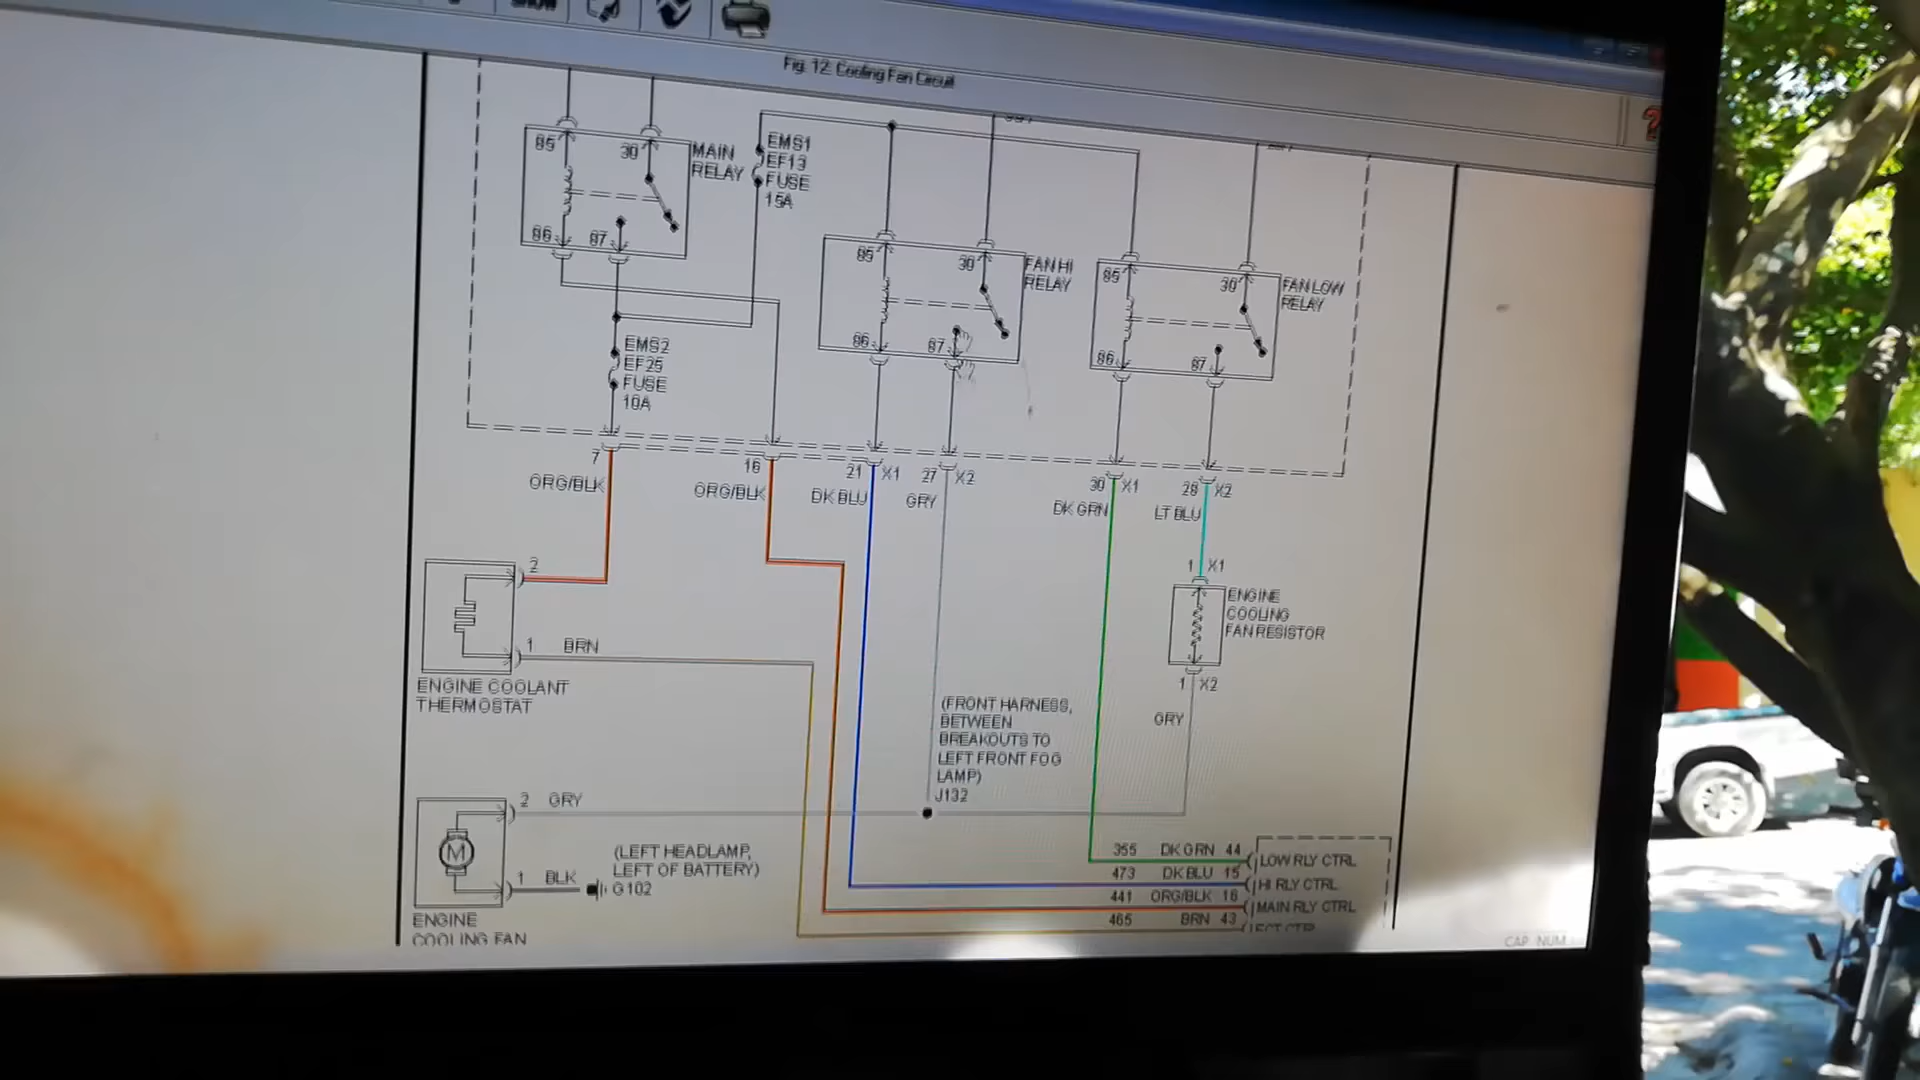 SHOW
Fig. 12: Cooling Fan Circuit
?
85
30
MAIN
RELAY
86
87
EMS1
EF13
FUSE
15A
85
30
FAN HI
RELAY
86
87
85
30
FAN LOW
RELAY
86
87
EMS2
EF25
FUSE
10A
7
16
21 X1
27 X2
30 X1
28 X2
ORG/BLK
ORG/BLK
DK BLU
GRY
DK GRN
LT BLU
1 X1
ENGINE
COOLING
FAN RESISTOR
1 X2
GRY
2
1 BRN
ENGINE COOLANT
THERMOSTAT
(FRONT HARNESS,
BETWEEN
BREAKOUTS TO
LEFT FRONT FOG
LAMP)
J132
2 GRY
(LEFT HEADLAMP,
LEFT OF BATTERY)
G102
1 BLK
M
ENGINE
COOLING FAN
355 DK GRN 44 LOW RLY CTRL
473 DK BLU 15 HI RLY CTRL
441 ORG/BLK 16 MAIN RLY CTRL
465 BRN 43 ECT CTRL
CAP NUM